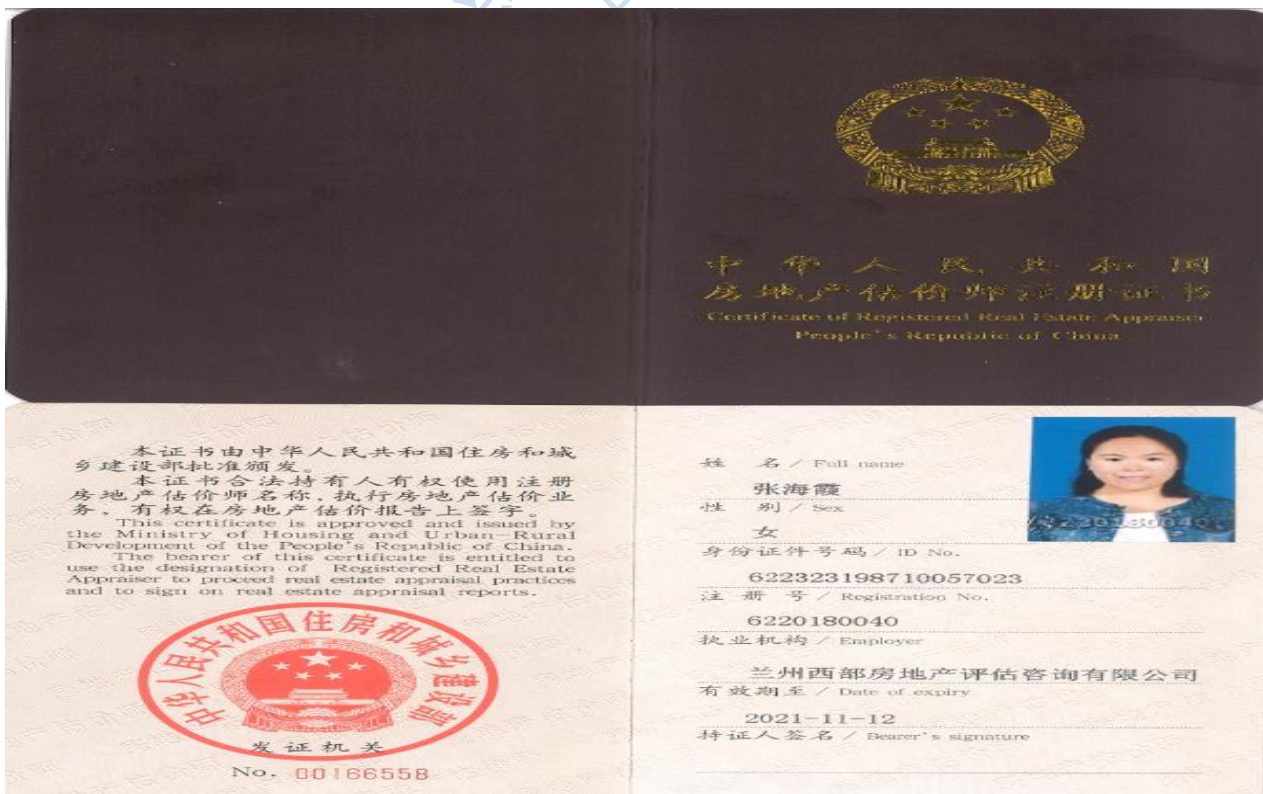 中华人民共和国
房地产估价师注册证书
Certificate of Registered Real Estate Appraiser
People's Republic of China
本证书由中华人民共和国住房和城
乡建设部批准颁发。
本证书合法持有人有权使用注册
房地产估价师名称，执行房地产估价业
务，有权在房地产估价报告上签字。
This certificate is approved and issued by
the Ministry of Housing and Urban-Rural
Development of the People's Republic of China.
The bearer of this certificate is entitled to
use the designation of Registered Real Estate
Appraiser to proceed real estate appraisal practices
and to sign on real estate appraisal reports.
中华人民共和国住房和城乡建设部
发证机关
No. 00166558
姓 名 / Full name
张海霞
性 别 / Sex
女
身份证件号码 / ID No.
622323198710057023
注 册 号 / Registration No.
6220180040
执业机构 / Employer
兰州西部房地产评估咨询有限公司
有效期至 / Date of expiry
2021-11-12
持证人签名 / Bearer's signature
6220180040